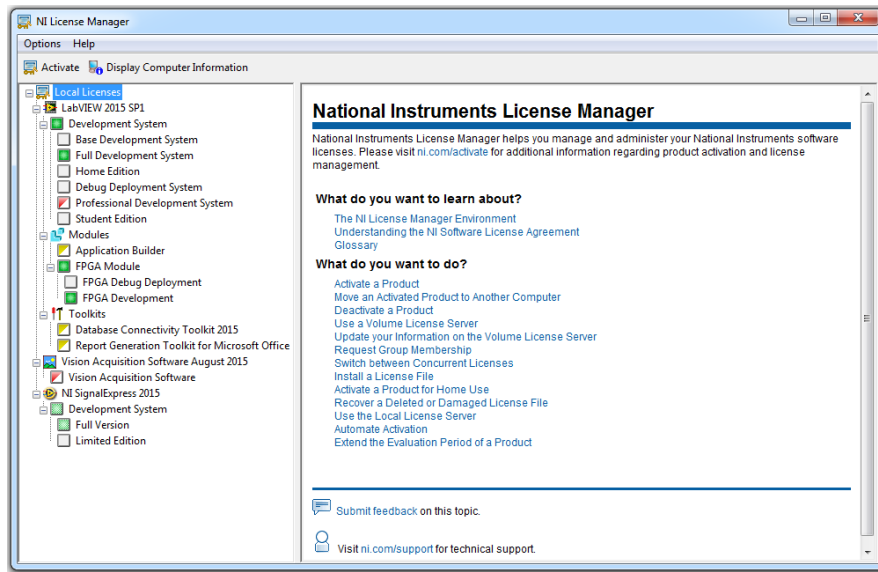 NI License Manager
Options Help
Activate Display Computer Information
Local Licenses
LabVIEW 2015 SP1
Development System
Base Development System
Full Development System
Home Edition
Debug Deployment System
Professional Development System
Student Edition
Modules
Application Builder
FPGA Module
FPGA Debug Deployment
FPGA Development
Toolkits
Database Connectivity Toolkit 2015
Report Generation Toolkit for Microsoft Office
Vision Acquisition Software August 2015
Vision Acquisition Software
NI SignalExpress 2015
Development System
Full Version
Limited Edition
National Instruments License Manager
National Instruments License Manager helps you manage and administer your National Instruments software
licenses. Please visit ni.com/activate for additional information regarding product activation and license
management.
What do you want to learn about?
The NI License Manager Environment
Understanding the NI Software License Agreement
Glossary
What do you want to do?
Activate a Product
Move an Activated Product to Another Computer
Deactivate a Product
Use a Volume License Server
Update your Information on the Volume License Server
Request Group Membership
Switch between Concurrent Licenses
Install a License File
Activate a Product for Home Use
Recover a Deleted or Damaged License File
Use the Local License Server
Automate Activation
Extend the Evaluation Period of a Product
Submit feedback on this topic.
Visit ni.com/support for technical support.